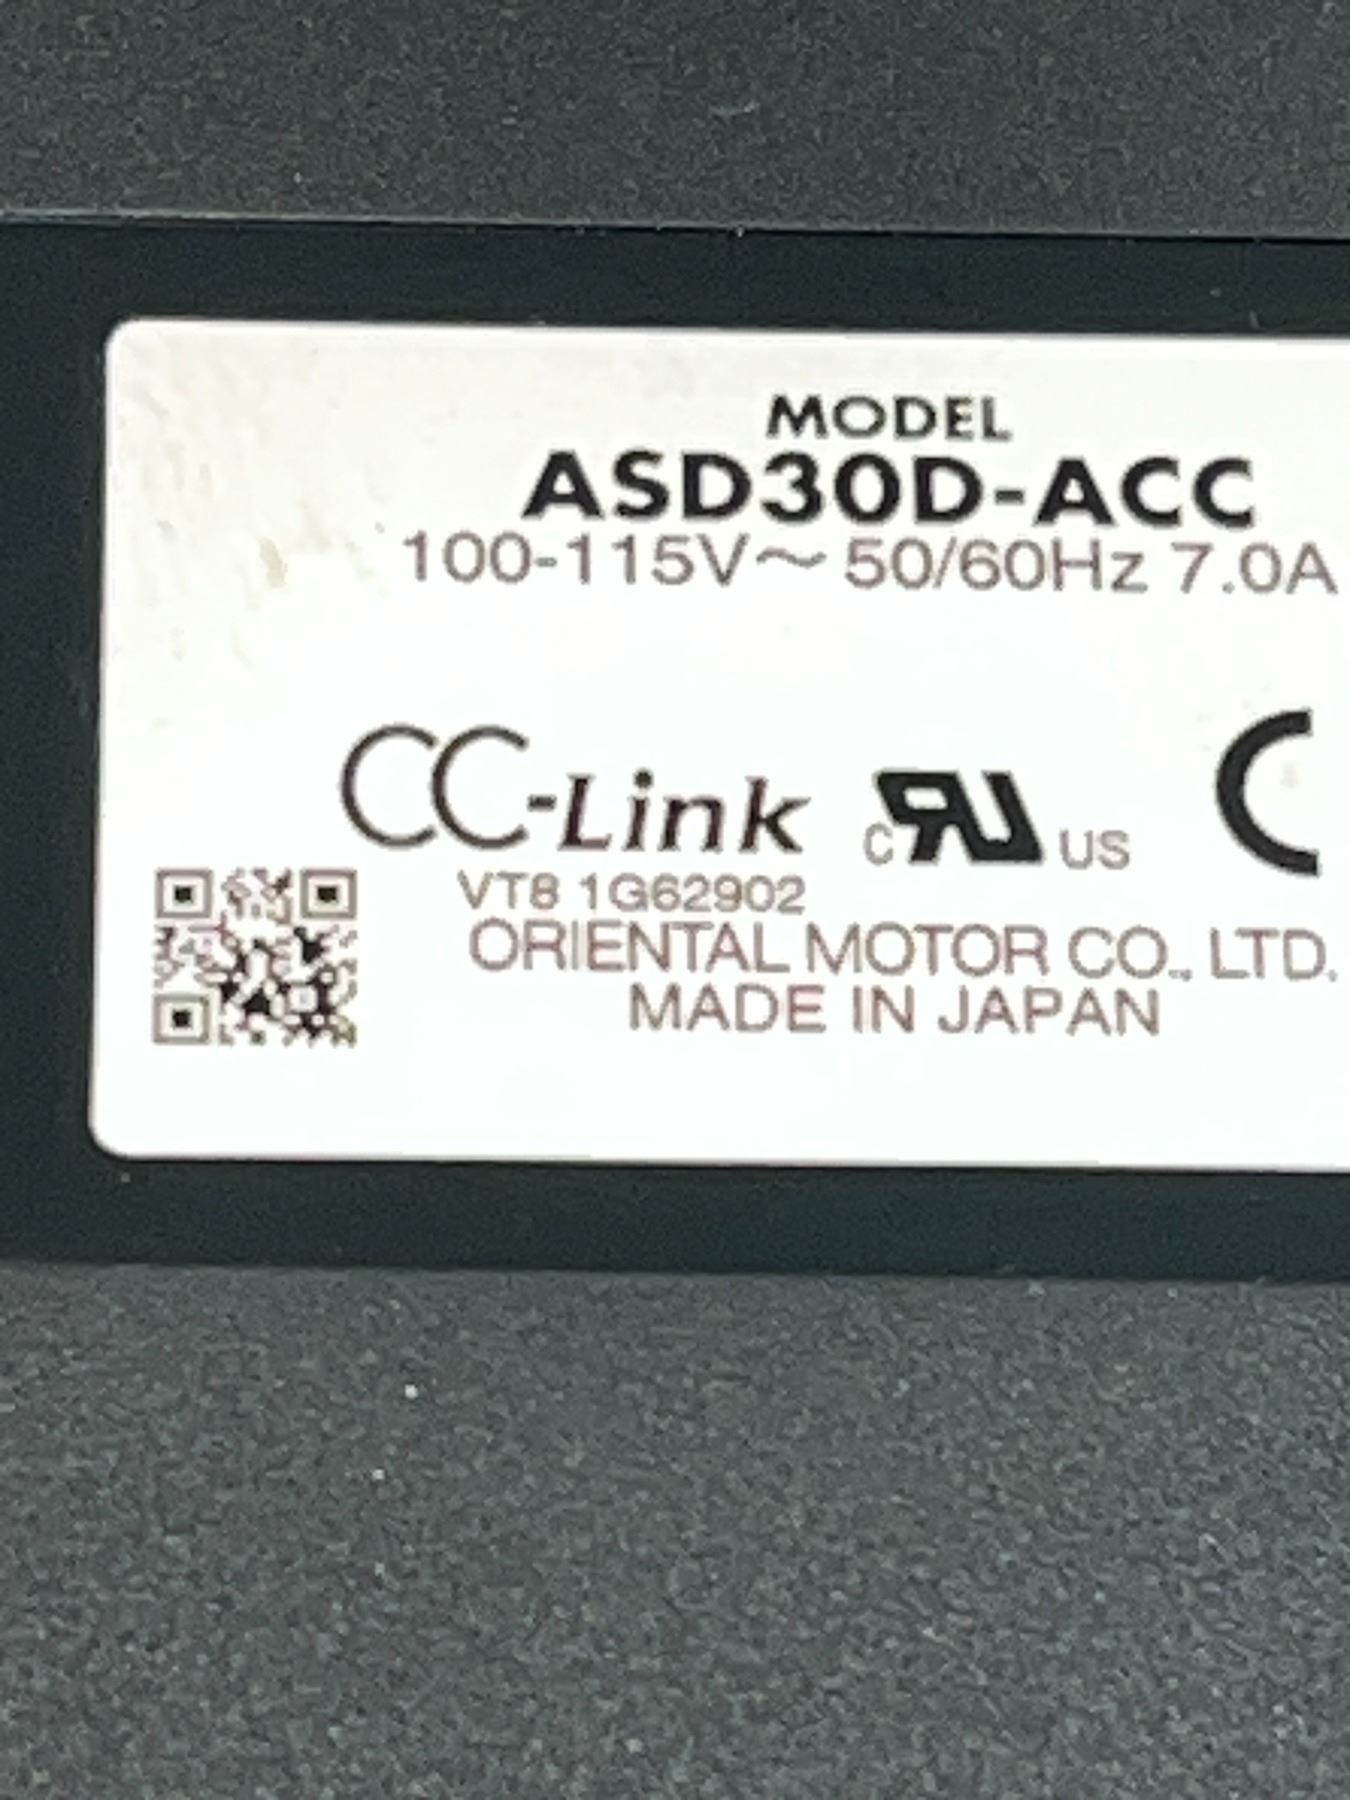 MODEL
ASD30D-ACC
100-115V～ 50/60Hz 7.0A
CC-Link
c RU US
C
VT8 1G62902
ORIENTAL MOTOR CO., LTD.
MADE IN JAPAN